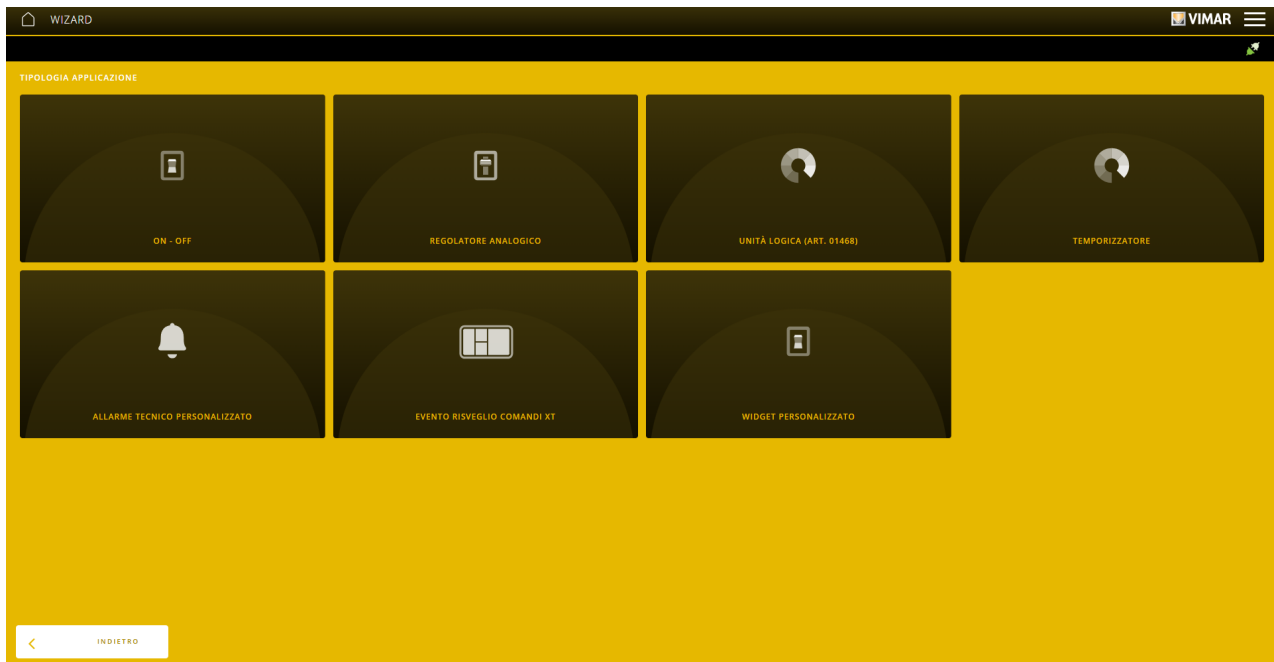 WIZARD
VIMAR
TIPOLOGIA APPLICAZIONE
ON - OFF
REGOLATORE ANALOGICO
UNITÀ LOGICA (ART. 01468)
TEMPORIZZATORE
ALLARME TECNICO PERSONALIZZATO
EVENTO RISVEGLIO COMANDI XT
WIDGET PERSONALIZZATO
INDIETRO